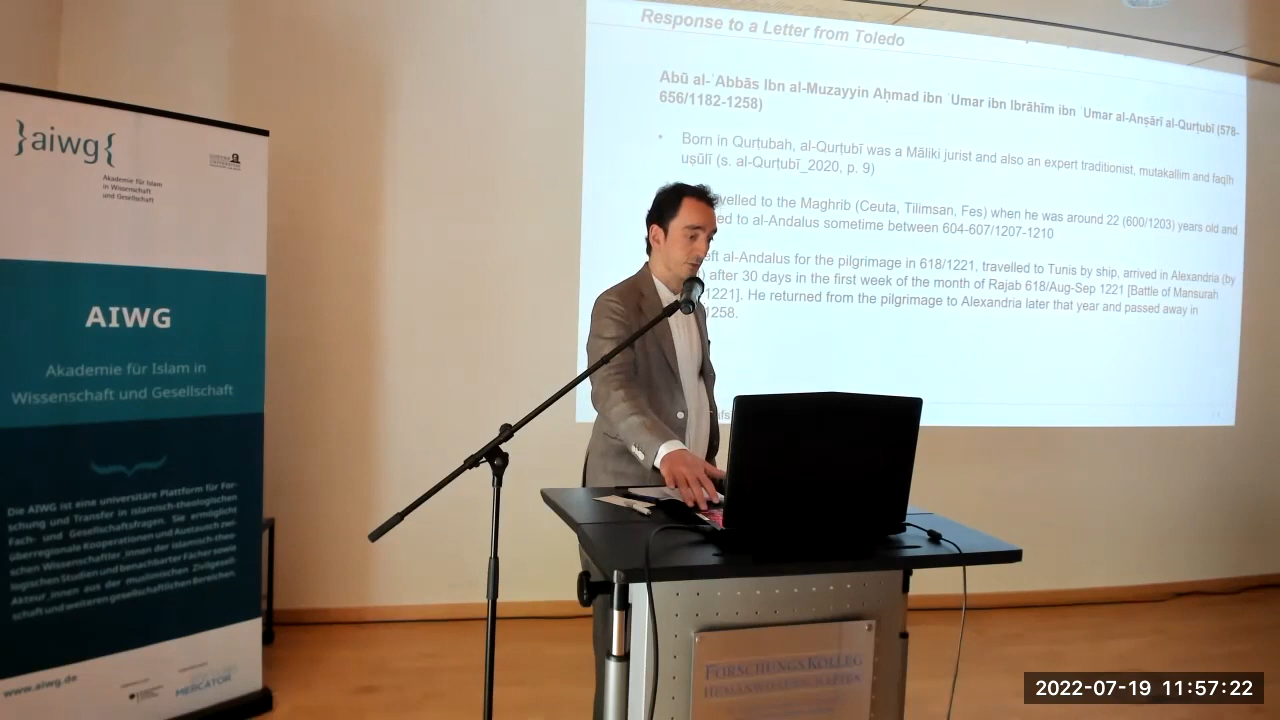 }aiwg{
Akademie für Islam
in Wissenschaft
und Gesellschaft
AIWG
Akademie für Islam in
Wissenschaft und Gesellschaft
Die AIWG ist eine universitäre Plattform für For-
schung und Transfer in islamisch-theologischen
Fach- und Gesellschaftsfragen. Sie ermöglicht
überregionale Kooperationen und Austausch zwi-
schen Wissenschaftler_innen der islamisch-theo-
logischen Studien und benachbarter Fächer sowie
Akteur_innen aus der muslimischen Zivilgesell-
schaft und weiteren gesellschaftlichen Bereichen.
www.aiwg.de
MERCATOR
Response to a Letter from Toledo
Abū al-ʿAbbās Ibn al-Muzayyin Aḥmad ibn ʿUmar ibn Ibrāhīm ibn ʿUmar al-Anṣārī al-Qurṭubī (578-
656/1182-1258)
• Born in Qurṭubah, al-Qurṭubī was a Māliki jurist and also an expert traditionist, mutakallim and faqīh
uṣūlī (s. al-Qurṭubī_2020, p. 9)
velled to the Maghrib (Ceuta, Tilimsan, Fes) when he was around 22 (600/1203) years old and
ed to al-Andalus sometime between 604-607/1207-1210
eft al-Andalus for the pilgrimage in 618/1221, travelled to Tunis by ship, arrived in Alexandria (by
) after 30 days in the first week of the month of Rajab 618/Aug-Sep 1221 [Battle of Mansurah
1221]. He returned from the pilgrimage to Alexandria later that year and passed away in
1258.
FORSCHUNGSKOLLEG
HUMANWISSENSCHAFTEN
2022-07-19 11:57:22